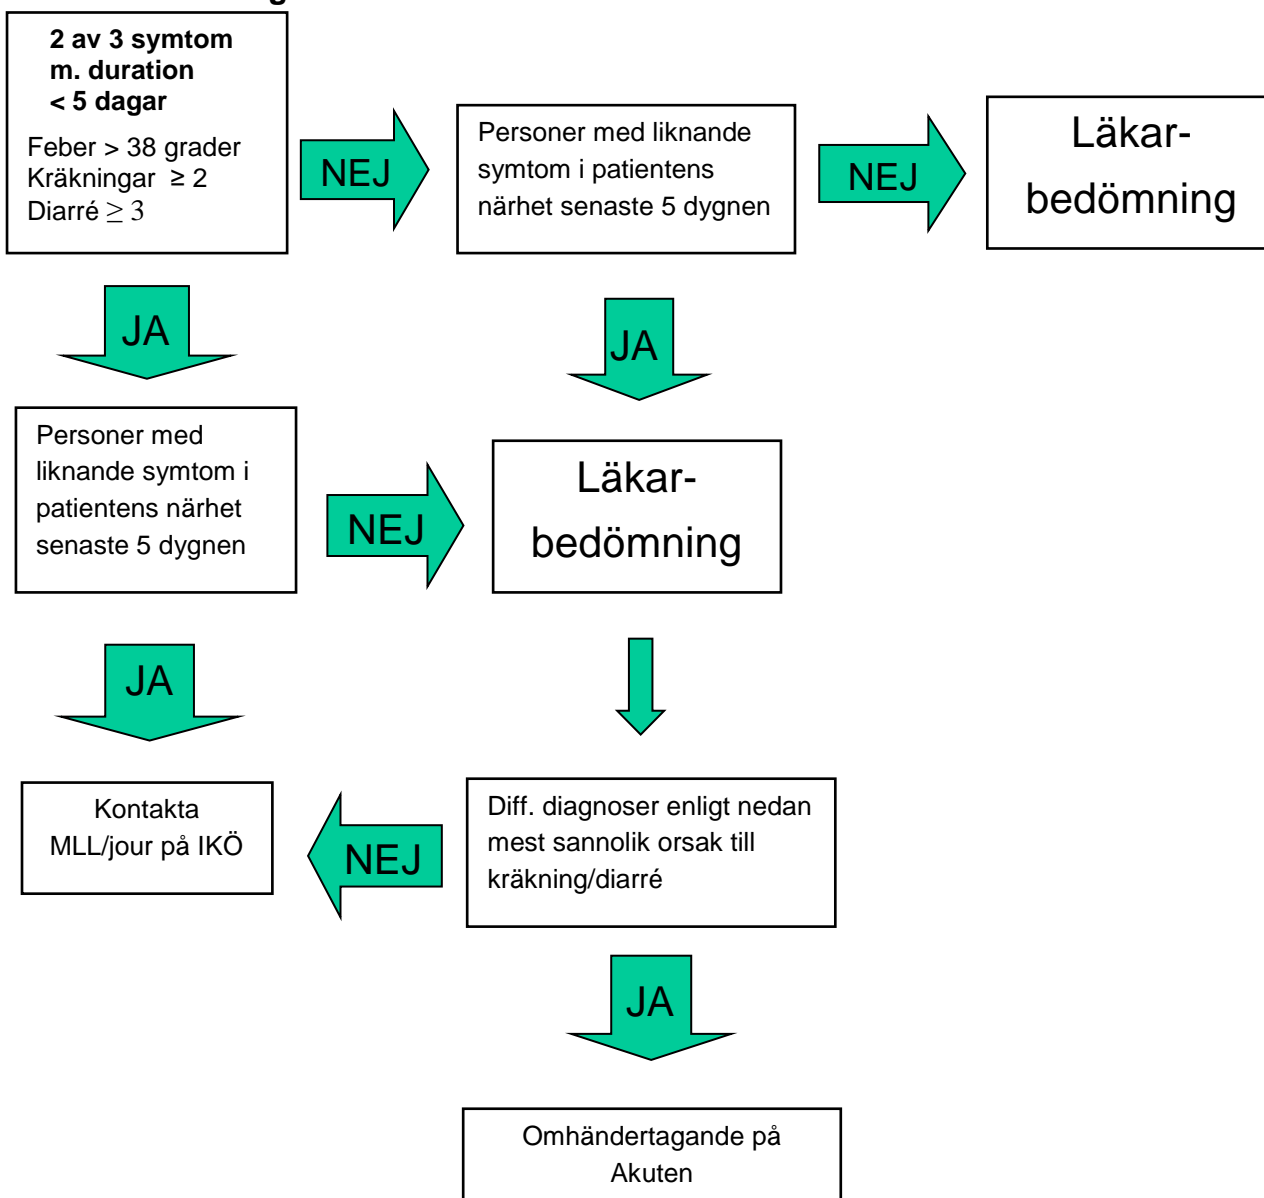 2 av 3 symtom
m. duration
< 5 dagar
Feber > 38 grader
Kräkningar ≥ 2
Diarré ≥ 3
NEJ
Personer med liknande
symtom i patientens
närhet senaste 5 dygnen
NEJ
Läkar-
bedömning
JA
JA
Personer med
liknande symtom i
patientens närhet
senaste 5 dygnen
NEJ
Läkar-
bedömning
JA
Kontakta
MLL/jour på IKÖ
NEJ
Diff. diagnoser enligt nedan
mest sannolik orsak till
kräkning/diarré
JA
Omhändertagande på
Akuten